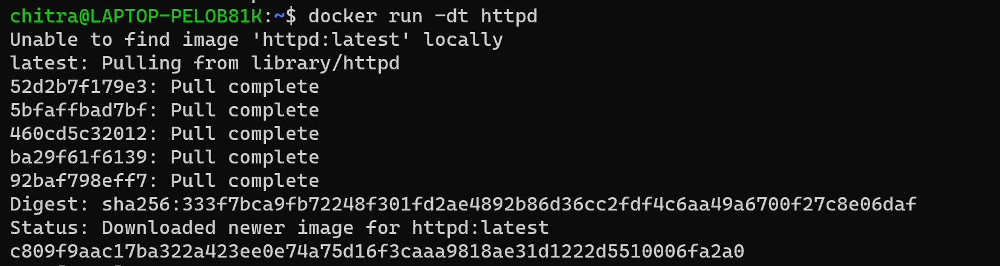 chitra@LAPTOP-PELOB81K:~$ docker run -dt httpd
Unable to find image 'httpd:latest' locally
latest: Pulling from library/httpd
52d2b7f179e3: Pull complete
5bfaffbad7bf: Pull complete
460cd5c32012: Pull complete
ba29f61f6139: Pull complete
92baf798eff7: Pull complete
Digest: sha256:333f7bca9fb72248f301fd2ae4892b86d36cc2fdf4c6aa49a6700f27c8e06daf
Status: Downloaded newer image for httpd:latest
c809f9aac17ba322a423ee0e74a75d16f3caaa9818ae31d1222d5510006fa2a0